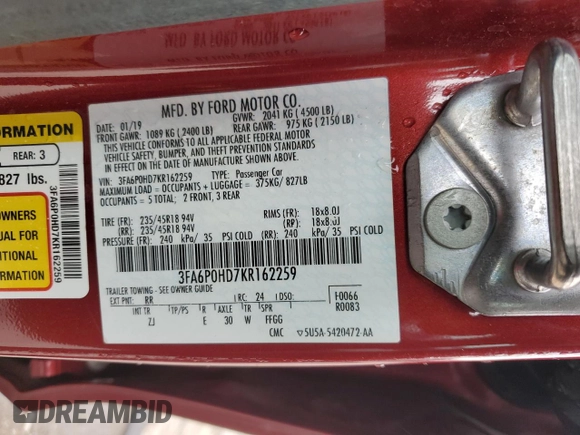 MFD. BY FORD MOTOR CO.
DATE: 01/19 GVWR: 2041 KG ( 4500 LB)
FRONT GAWR: 1089 KG ( 2400 LB) REAR GAWR: 975 KG ( 2150 LB)
THIS VEHICLE CONFORMS TO ALL APPLICABLE FEDERAL MOTOR
VEHICLE SAFETY, BUMPER, AND THEFT PREVENTION STANDARDS IN
EFFECT ON THE DATE OF MANUFACTURE SHOWN ABOVE.
VIN: 3FA6P0HD7KR162259 TYPE: Passenger Car
MAXIMUM LOAD = OCCUPANTS + LUGGAGE = 375KG/ 827LB
OCCUPANTS = 5 TOTAL; 2 FRONT, 3 REAR
TIRE (FR): 235/45R18 94V RIMS (FR): 18x8.0J
(RR): 235/45R18 94V (RR): 18x8.0J
PRESSURE (FR): 240 kPa/ 35 PSI COLD (RR): 240 kPa/ 35 PSI COLD
3FA6P0HD7KR162259
TRAILER TOWING - SEE OWNER GUIDE
EXT PNT: RR RC: 24 DSO: F0066
INT TR TP/PS R AXLE TR SPR R0083
ZJ E 30 W FFGG
CMC 5U5A-5420472-AA
ORMATION
REAR: 3
827 lbs.
OWNERS
UAL FOR
ITIONAL
RMATION
3FA6P0HD7KR162259
DREAMBID